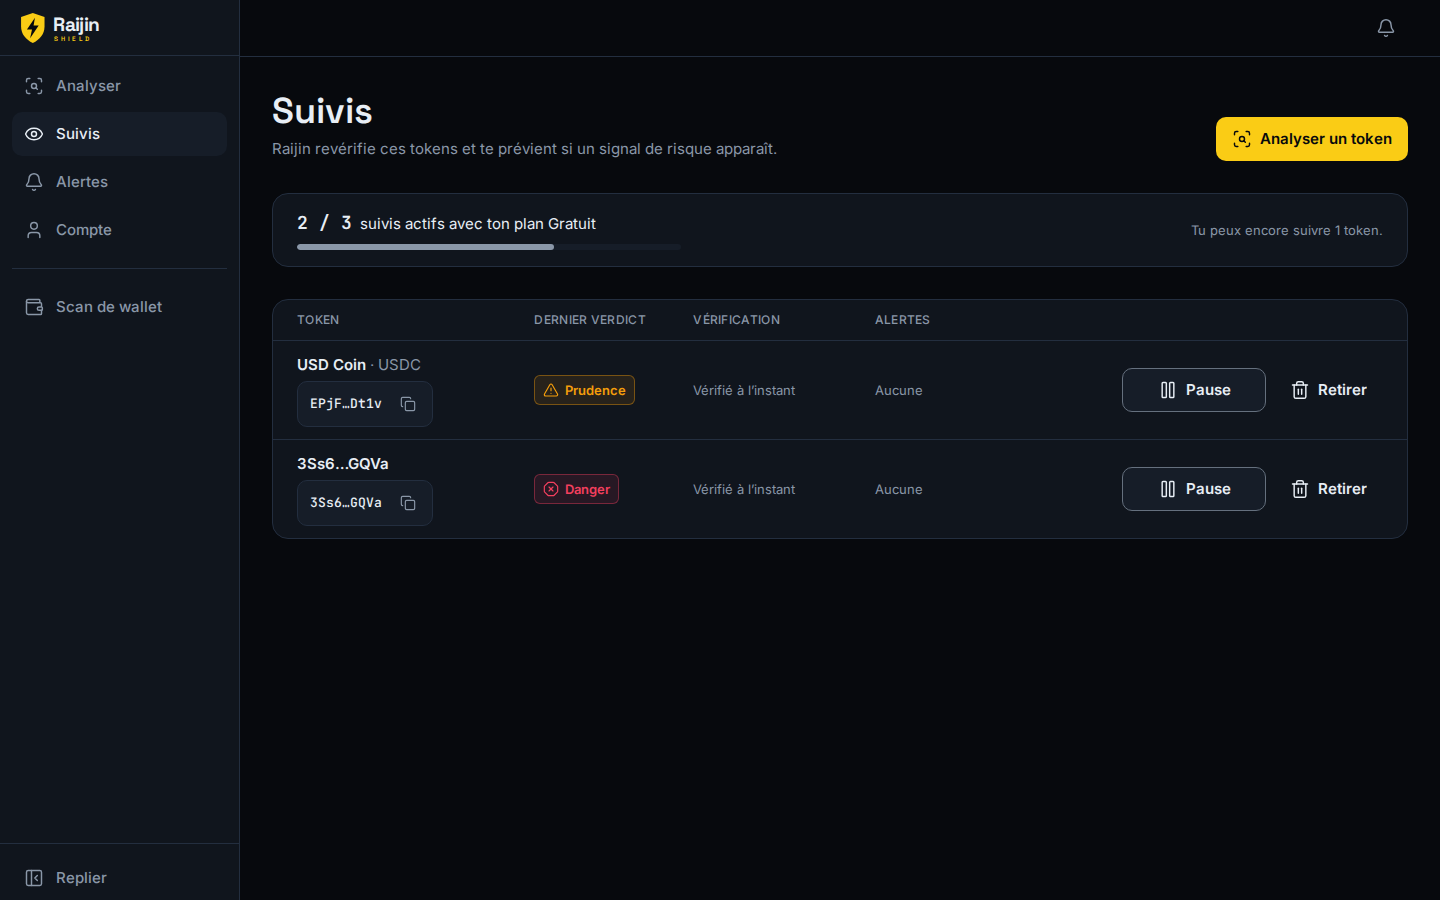 Raijin
SHIELD
Analyser
Suivis
Alertes
Compte
Scan de wallet
Replier
Suivis
Raijin revérifie ces tokens et te prévient si un signal de risque apparaît.
Analyser un token
2 / 3 suivis actifs avec ton plan Gratuit
Tu peux encore suivre 1 token.
TOKEN DERNIER VERDICT VÉRIFICATION ALERTES
USD Coin · USDC
EPjF…Dt1v
Prudence
Vérifié à l’instant
Aucune
Pause
Retirer
3Ss6…GQVa
3Ss6…GQVa
Danger
Vérifié à l’instant
Aucune
Pause
Retirer